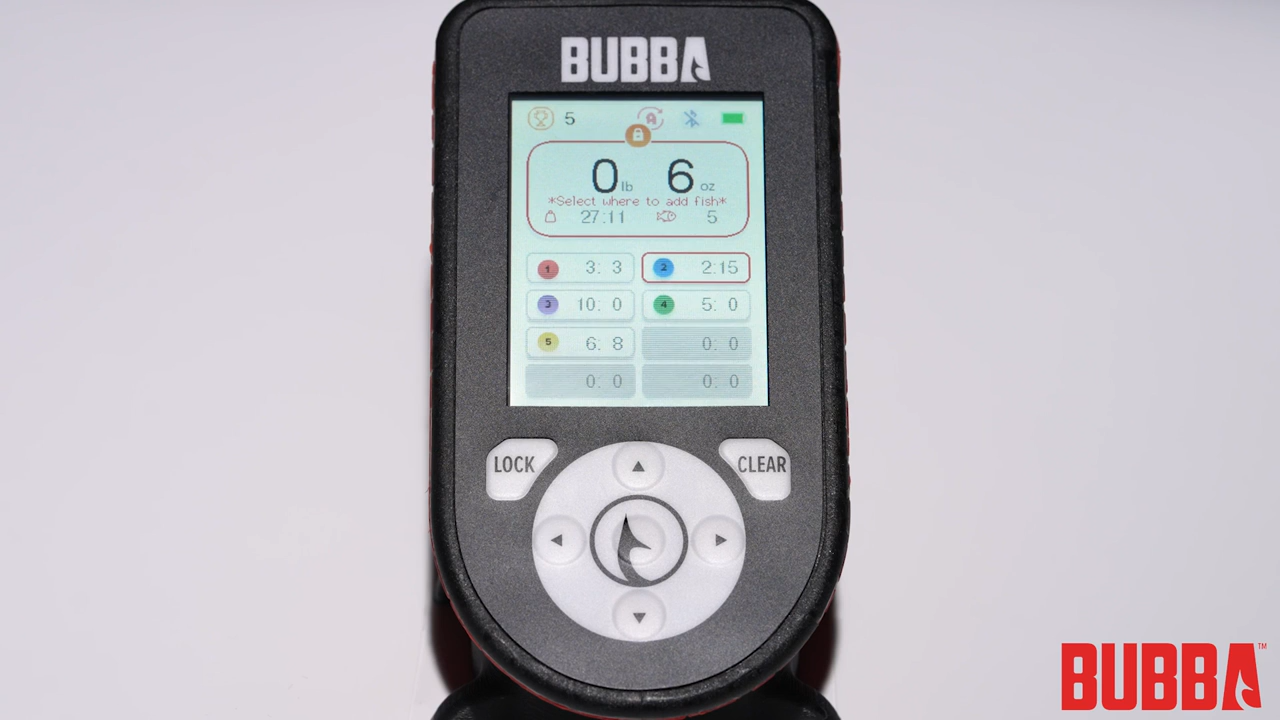 BUBBA
5
0 lb 6 oz
*Select where to add fish*
27:11 5
1 3: 3 2 2:15
3 10: 0 4 5: 0
5 6: 8 0: 0
0: 0 0: 0
LOCK CLEAR
BUBBA™